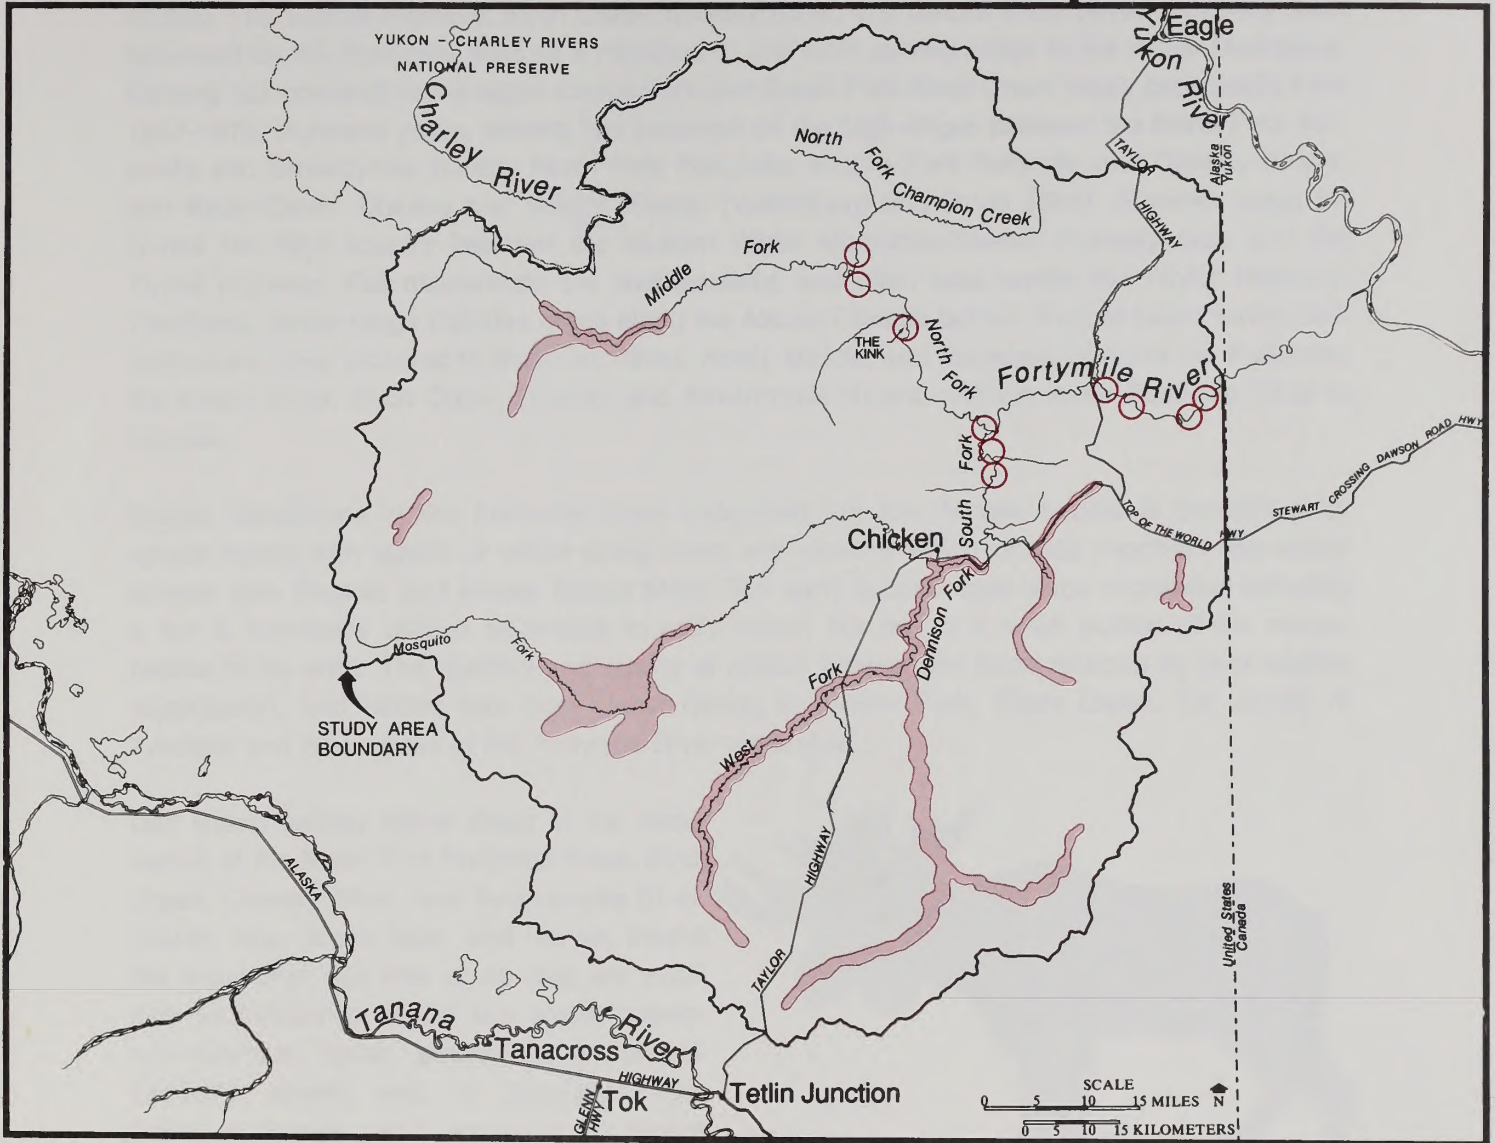 YUKON - CHARLEY RIVERS
NATIONAL PRESERVE
Charley
River
Eagle
Yukon
River
Alaska
Yukon
TAYLOR
HIGHWAY
North
Fork
Champion Creek
Middle
Fork
THE
KINK
North Fork
Fortymile River
Fork
South
STEWART CROSSING DAWSON ROAD HWY
TOP OF THE WORLD HWY
Chicken
Dennison Fork
Mosquito
Fork
Fork
West
STUDY AREA
BOUNDARY
HIGHWAY
TAYLOR
ALASKA
United States
Canada
Tanana
River
Tanacross
HIGHWAY
GLENN
HWY
Tok
Tetlin Junction
SCALE
0 5 10 15 MILES N
0 5 10 15 KILOMETERS